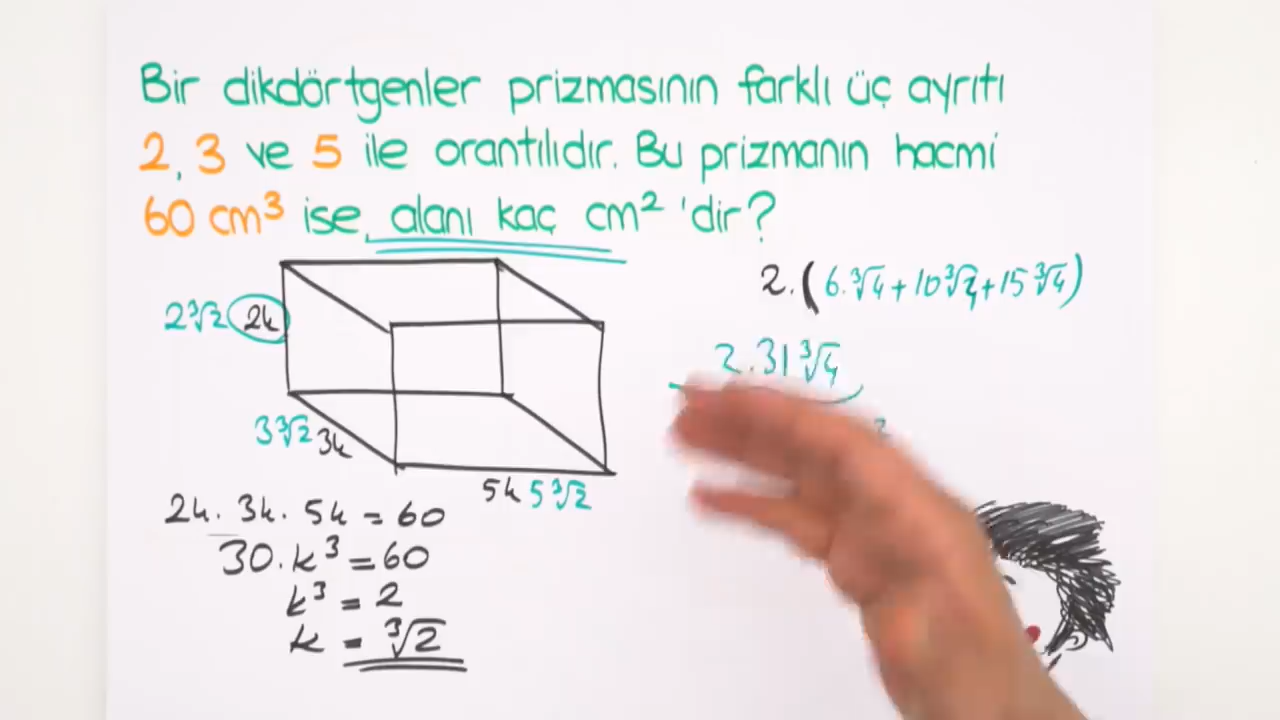 Bir dikdörtgenler prizmasının farklı üç ayrıtı
2, 3 ve 5 ile orantılıdır. Bu prizmanın hacmi
60 cm³ ise, alanı kaç cm² 'dir?
2.(6.∛4+10∛4+15∛4)
2∛2 2k
2.31∛4
3∛2 3k
5k 5∛2
2k. 3k. 5k = 60
30.k³ = 60
k³ = 2
k = ∛2